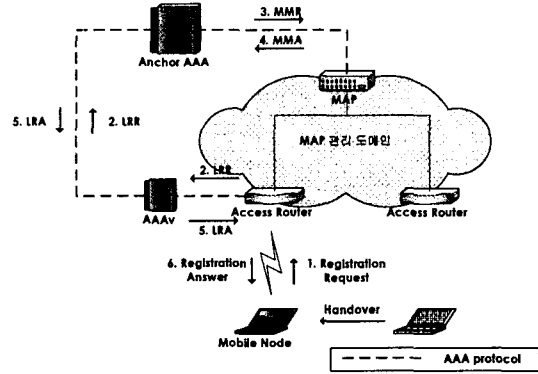 3. MMR
4. MMA
Anchor AAA
MAP
5. LRA
2. LRR
MAP 관리 도메인
2. LRR
AAAv
Access Router
Access Router
5. LRA
6. Registration
Answer
1. Registration
Request
Handover
Mobile Node
AAA protocol